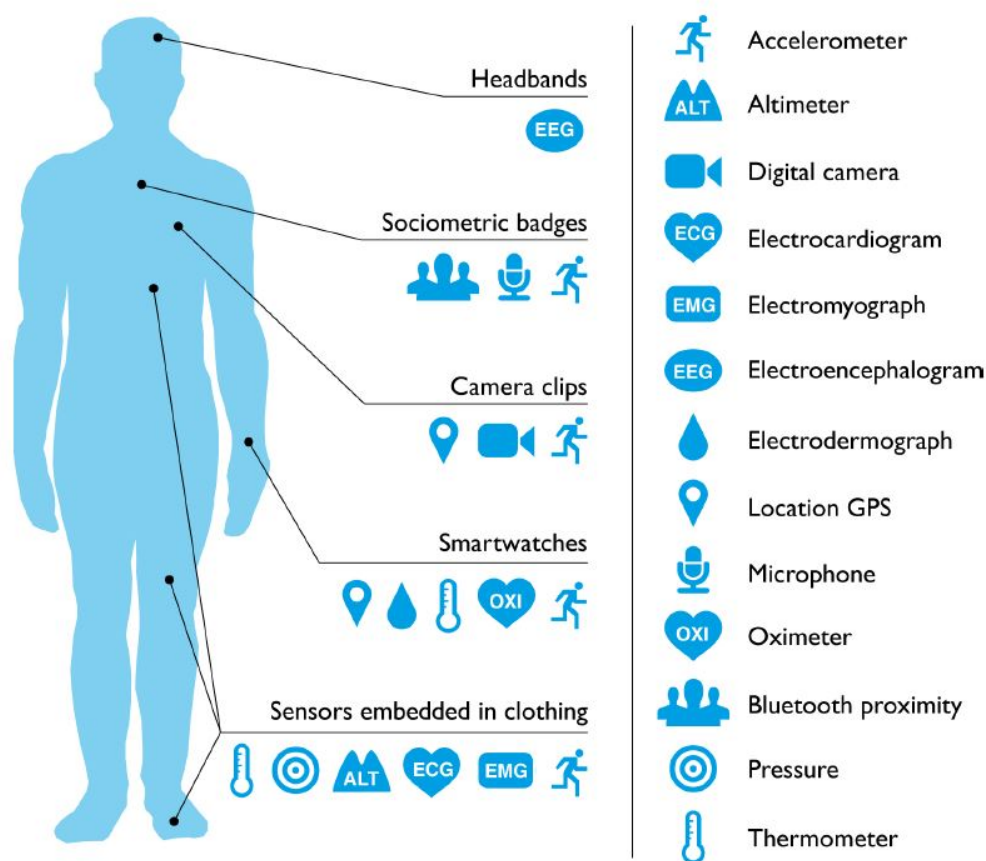 Headbands
EEG
Sociometric badges
Camera clips
Smartwatches
OXI
Sensors embedded in clothing
ALT
ECG
EMG
Accelerometer
ALT
Altimeter
Digital camera
ECG
Electrocardiogram
EMG
Electromyograph
EEG
Electroencephalogram
Electrodermograph
Location GPS
Microphone
OXI
Oximeter
Bluetooth proximity
Pressure
Thermometer